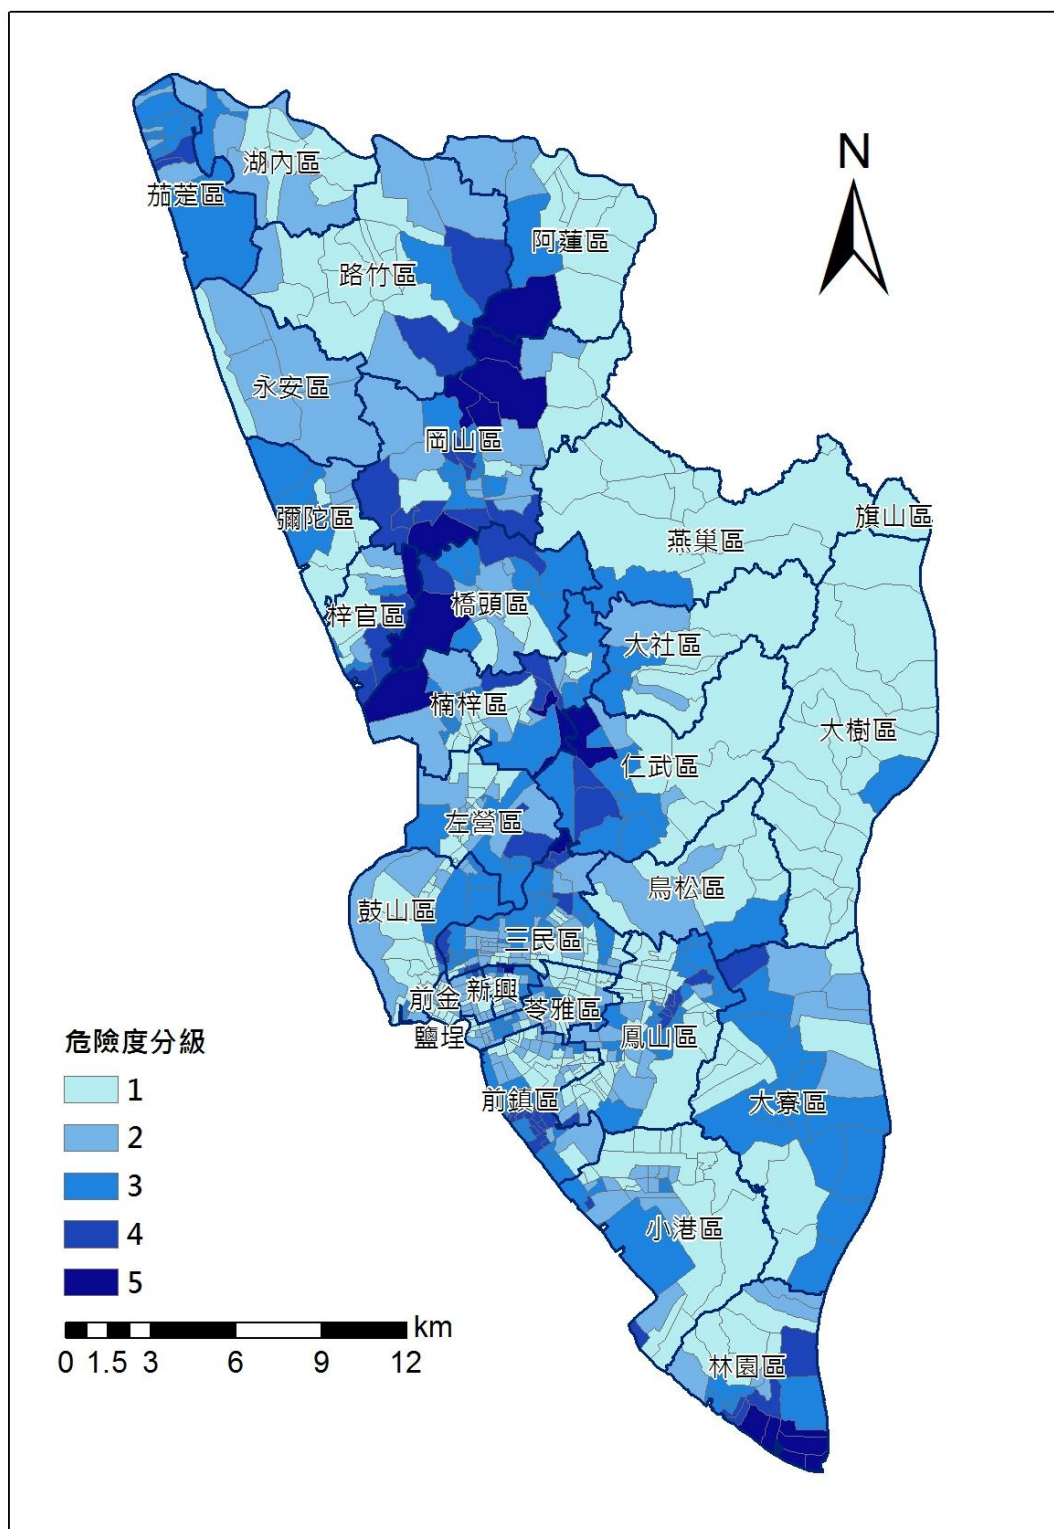 N
湖內區
茄萣區
阿蓮區
路竹區
永安區
岡山區
彌陀區
旗山區
燕巢區
梓官區
橋頭區
大社區
楠梓區
大樹區
仁武區
左營區
鳥松區
鼓山區
三民區
前金
新興
苓雅區
鹽埕
鳳山區
前鎮區
大寮區
小港區
林園區
危險度分級
1
2
3
4
5
km
0 1.5 3 6 9 12